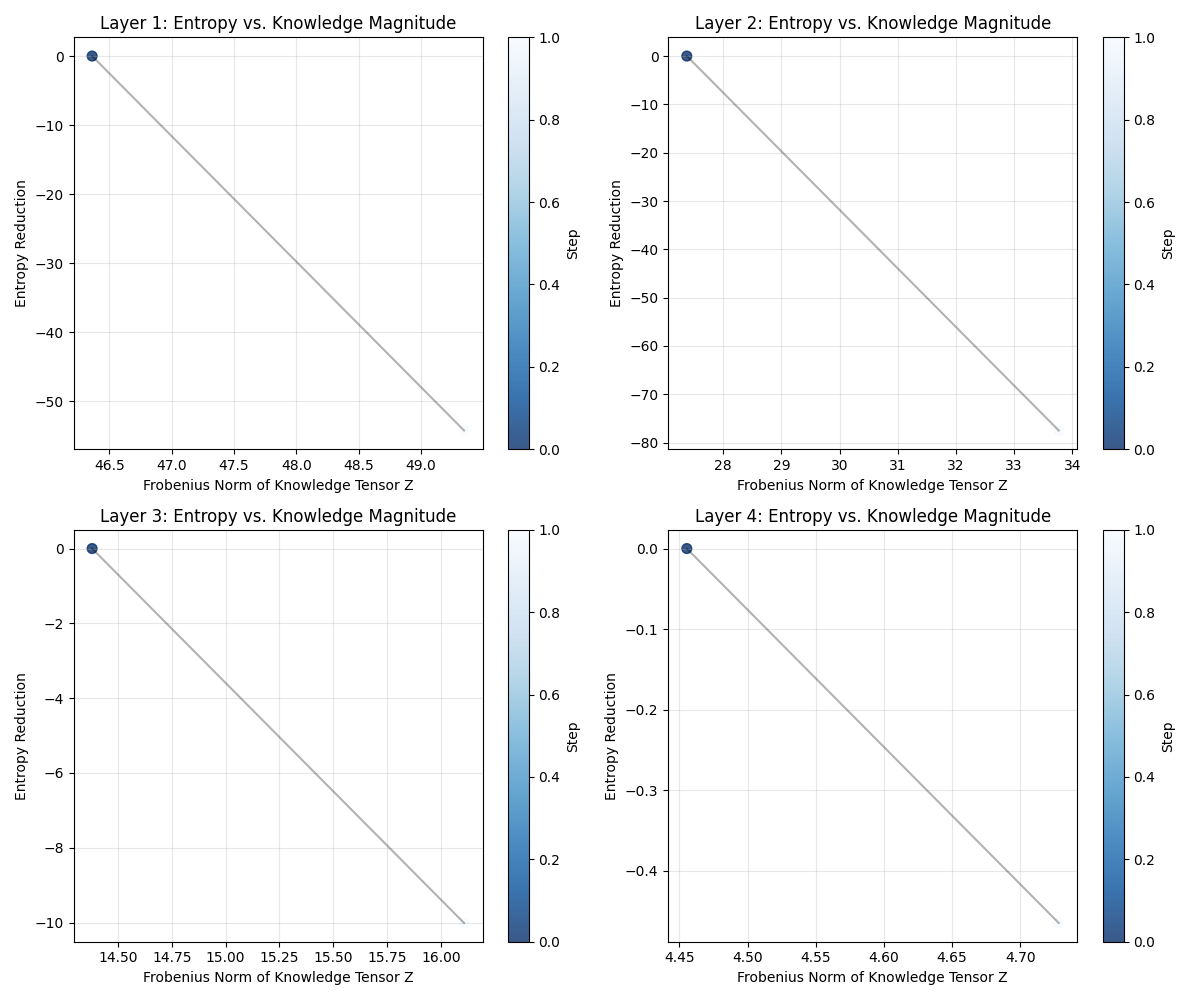 Layer 1: Entropy vs. Knowledge Magnitude
Entropy Reduction
0
−10
−20
−30
−40
−50
46.5 47.0 47.5 48.0 48.5 49.0
Frobenius Norm of Knowledge Tensor Z
1.0
0.8
0.6
0.4
0.2
0.0
Step
Layer 2: Entropy vs. Knowledge Magnitude
Entropy Reduction
0
−10
−20
−30
−40
−50
−60
−70
−80
28 29 30 31 32 33 34
Frobenius Norm of Knowledge Tensor Z
1.0
0.8
0.6
0.4
0.2
0.0
Step
Layer 3: Entropy vs. Knowledge Magnitude
Entropy Reduction
0
−2
−4
−6
−8
−10
14.50 14.75 15.00 15.25 15.50 15.75 16.00
Frobenius Norm of Knowledge Tensor Z
1.0
0.8
0.6
0.4
0.2
0.0
Step
Layer 4: Entropy vs. Knowledge Magnitude
Entropy Reduction
0.0
−0.1
−0.2
−0.3
−0.4
4.45 4.50 4.55 4.60 4.65 4.70
Frobenius Norm of Knowledge Tensor Z
1.0
0.8
0.6
0.4
0.2
0.0
Step